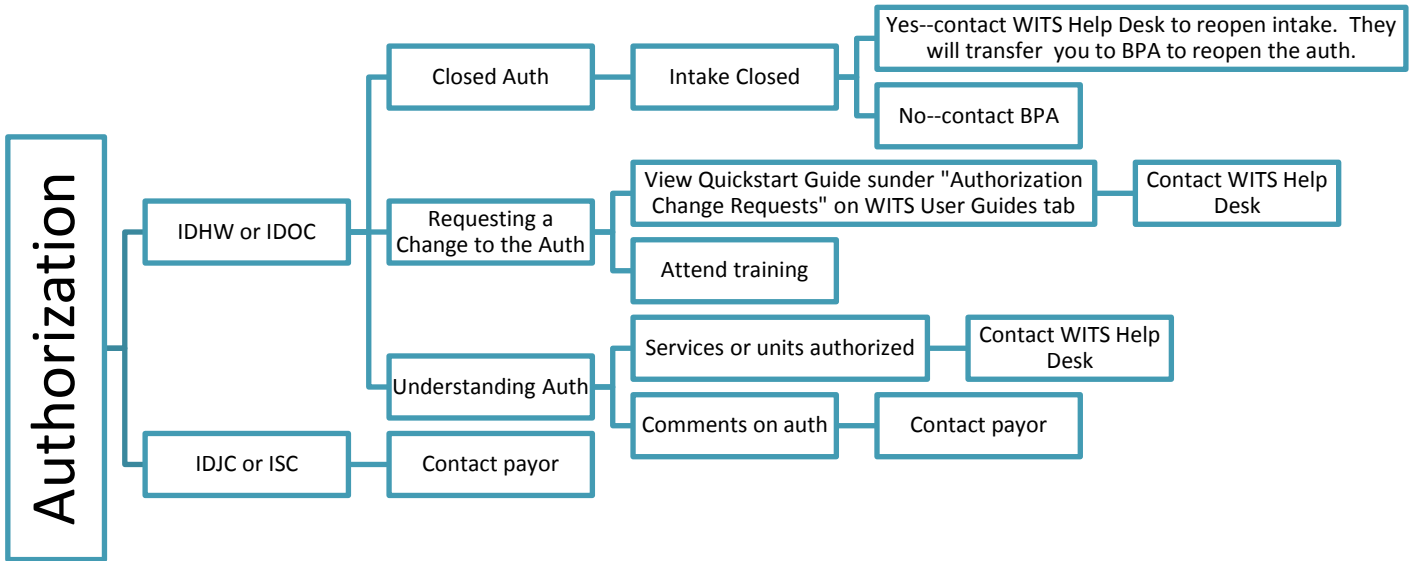 Authorization
IDHW or IDOC
Closed Auth
Intake Closed
Yes--contact WITS Help Desk to reopen intake.  They
will transfer  you to BPA to reopen the auth.
No--contact BPA
Requesting a
Change to the Auth
View Quickstart Guide sunder "Authorization
Change Requests" on WITS User Guides tab
Contact WITS Help
Desk
Attend training
Understanding Auth
Services or units authorized
Contact WITS Help
Desk
Comments on auth
Contact payor
IDJC or ISC
Contact payor